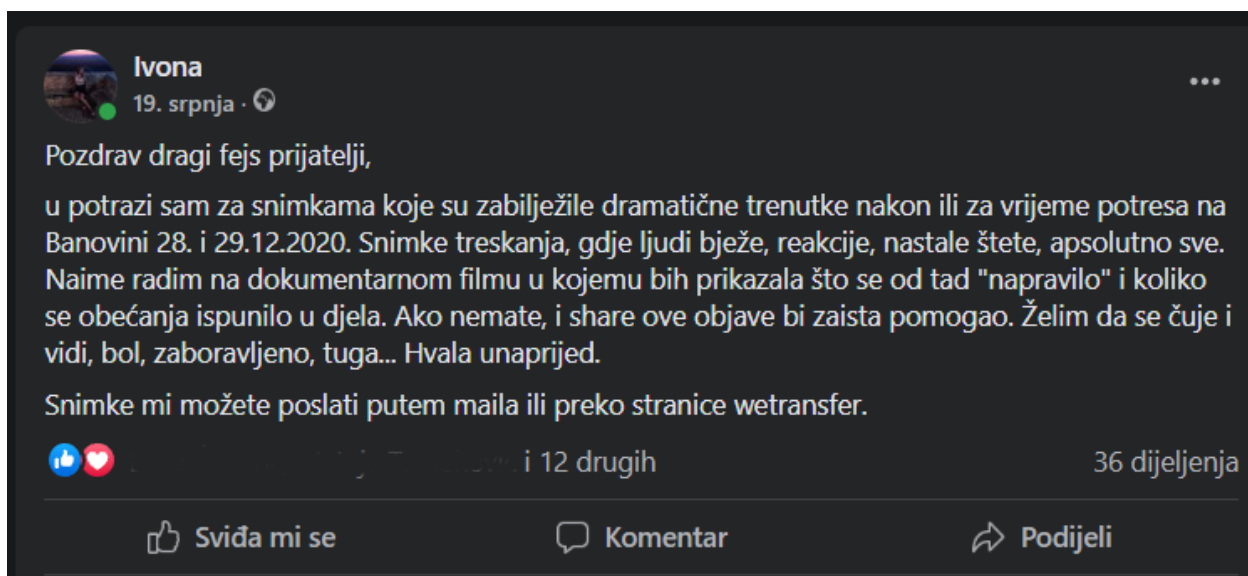 Ivona
19. srpnja ·
Pozdrav dragi fejs prijatelji,
u potrazi sam za snimkama koje su zabilježile dramatične trenutke nakon ili za vrijeme potresa na
Banovini 28. i 29.12.2020. Snimke treskanja, gdje ljudi bježe, reakcije, nastale štete, apsolutno sve.
Naime radim na dokumentarnom filmu u kojemu bih prikazala što se od tad "napravilo" i koliko
se obećanja ispunilo u djela. Ako nemate, i share ove objave bi zaista pomogao. Želim da se čuje i
vidi, bol, zaboravljeno, tuga... Hvala unaprijed.
Snimke mi možete poslati putem maila ili preko stranice wetransfer.
i 12 drugih 36 dijeljenja
Sviđa mi se Komentar Podijeli